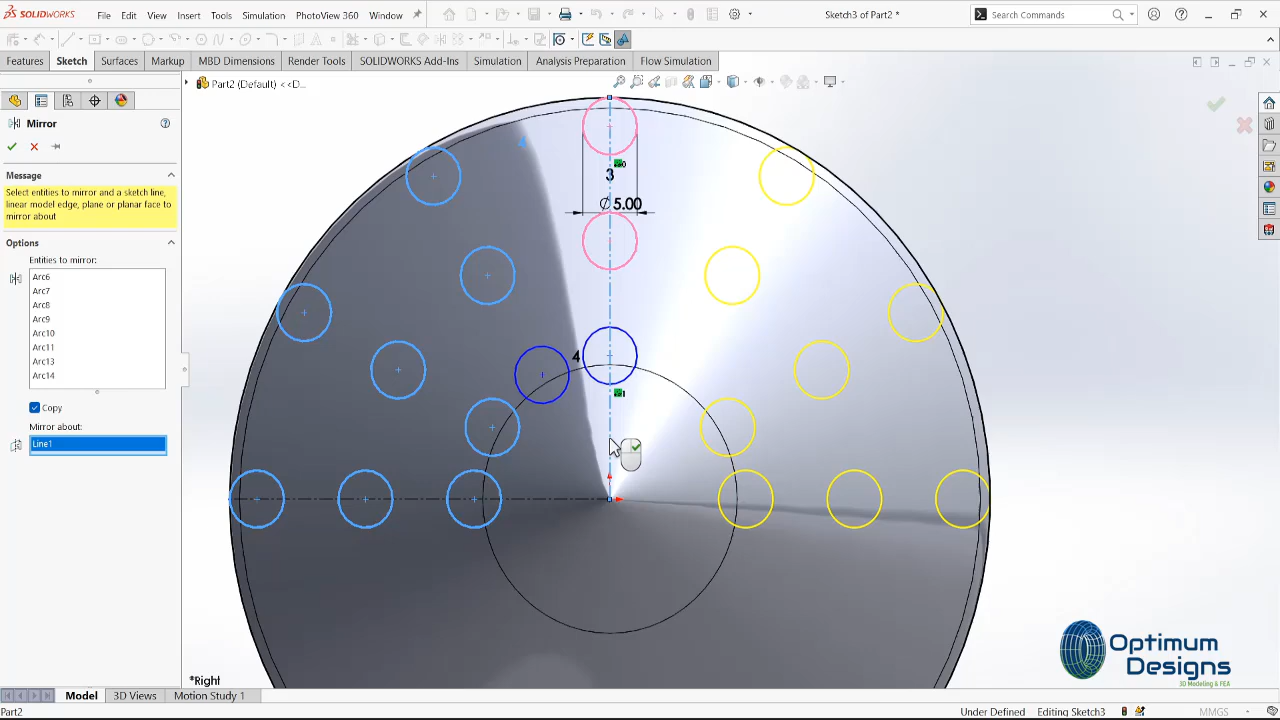 SOLIDWORKS File Edit View Insert Tools Simulation PhotoView 360 Window Sketch3 of Part2 * Search Commands
Features Sketch Surfaces Markup MBD Dimensions Render Tools SOLIDWORKS Add-Ins Simulation Analysis Preparation Flow Simulation
Part2 (Default) <<D...
Mirror
Message
Select entities to mirror and a sketch line, linear model edge, plane or planar face to mirror about
Options
Entities to mirror:
Arc6
Arc7
Arc8
Arc9
Arc10
Arc11
Arc13
Arc14
Copy
Mirror about:
Line1
4
3
∅ 5.00
4
*Right
Optimum
Designs
3D Modeling & FEA
Model 3D Views Motion Study 1
Part2 Under Defined Editing Sketch3 MMGS